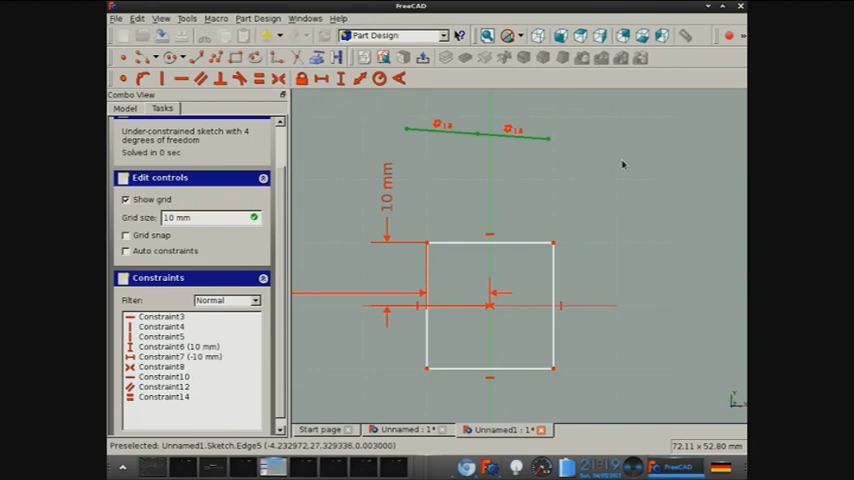 FreeCAD
File Edit View Tools Macro Part Design Windows Help
Part Design
Combo View
Model Tasks
Under-constrained sketch with 4
degrees of freedom
Solved in 0 sec
Edit controls
Show grid
Grid size: 10 mm
Grid snap
Auto constraints
Constraints
Filter: Normal
Constraint3
Constraint4
Constraint5
Constraint6 (10 mm)
Constraint7 (-10 mm)
Constraint8
Constraint10
Constraint12
Constraint14
10 mm
Start page Unnamed : 1* Unnamed1 : 1*
Preselected: Unnamed1.Sketch.Edge5 (-4.232972,27.329336,0.003000)
72.11 x 52.80 mm
21:19
FreeCAD